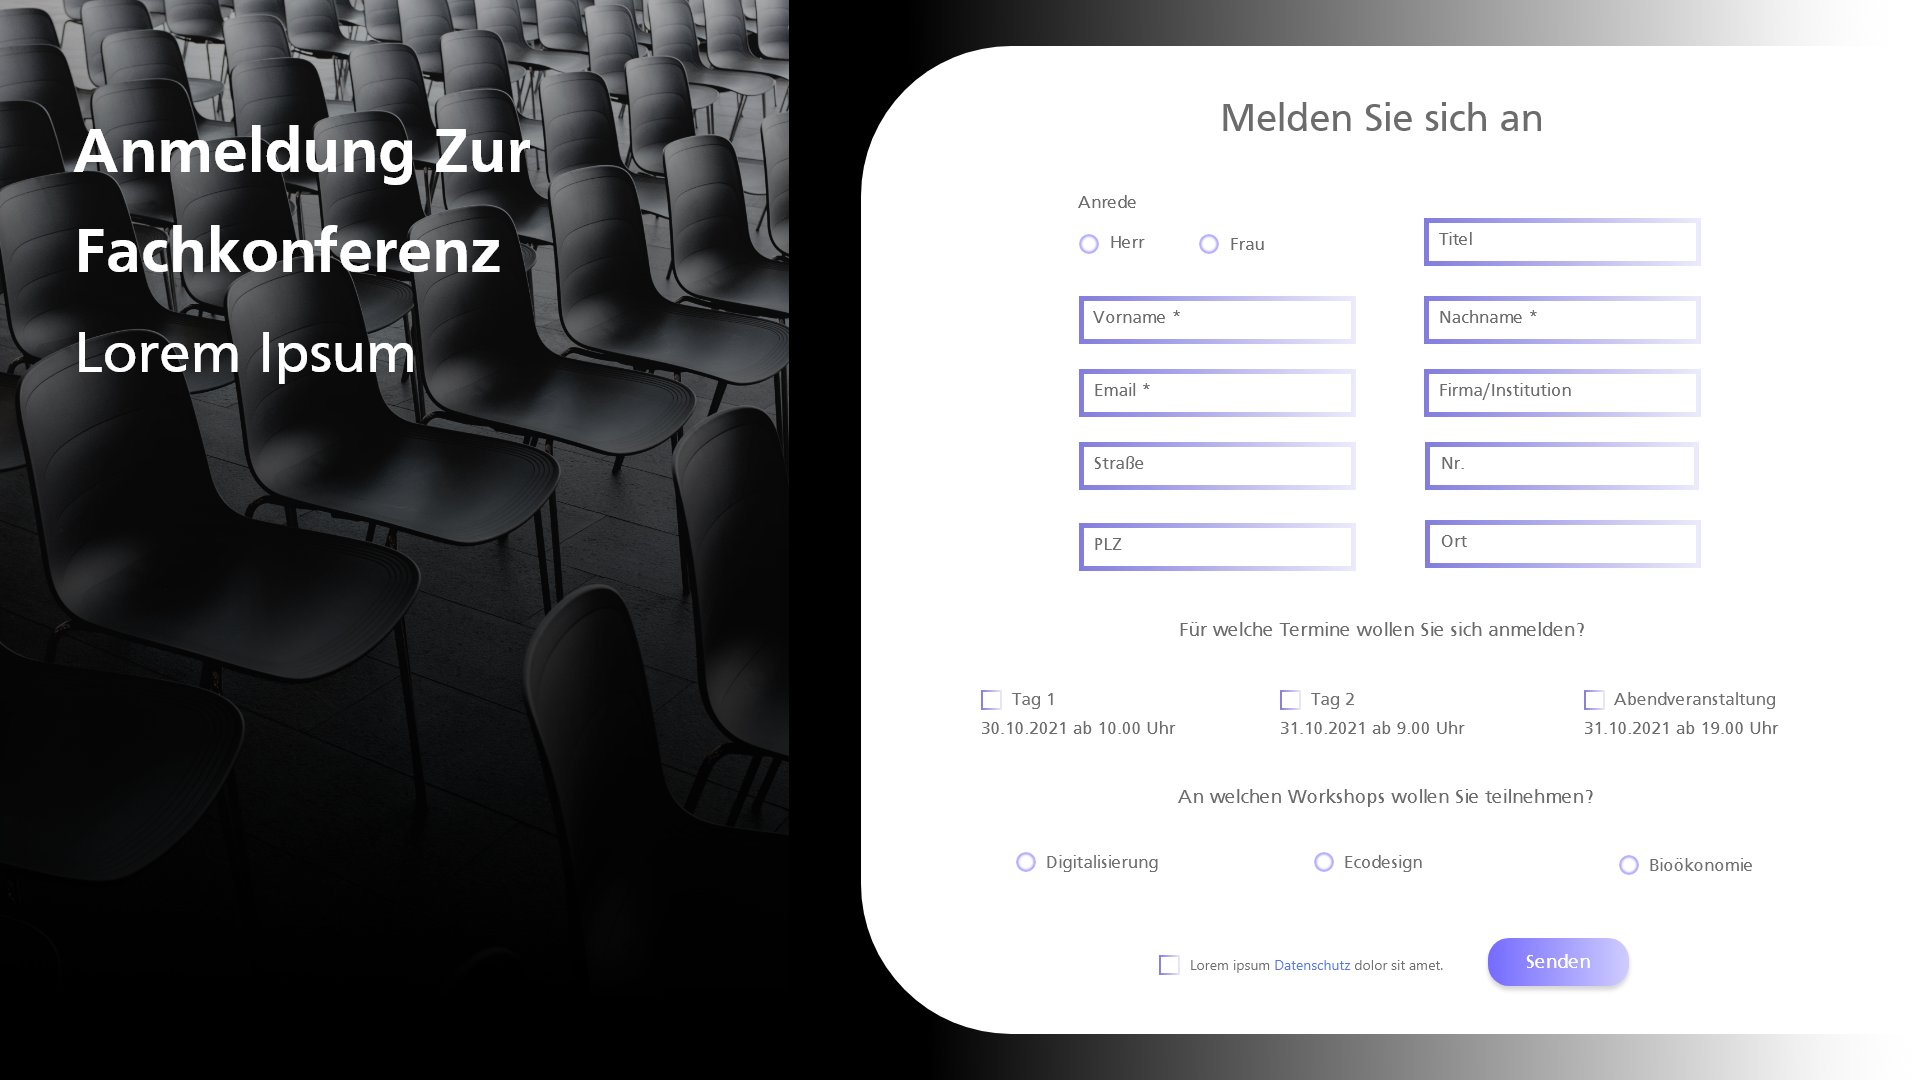 Anmeldung Zur
Fachkonferenz
Lorem Ipsum
Melden Sie sich an
Anrede
Herr
Frau
Titel
Vorname *
Nachname *
Email *
Firma/Institution
Straße
Nr.
PLZ
Ort
Für welche Termine wollen Sie sich anmelden?
Tag 1
30.10.2021 ab 10.00 Uhr
Tag 2
31.10.2021 ab 9.00 Uhr
Abendveranstaltung
31.10.2021 ab 19.00 Uhr
An welchen Workshops wollen Sie teilnehmen?
Digitalisierung
Ecodesign
Bioökonomie
Lorem ipsum Datenschutz dolor sit amet.
Senden